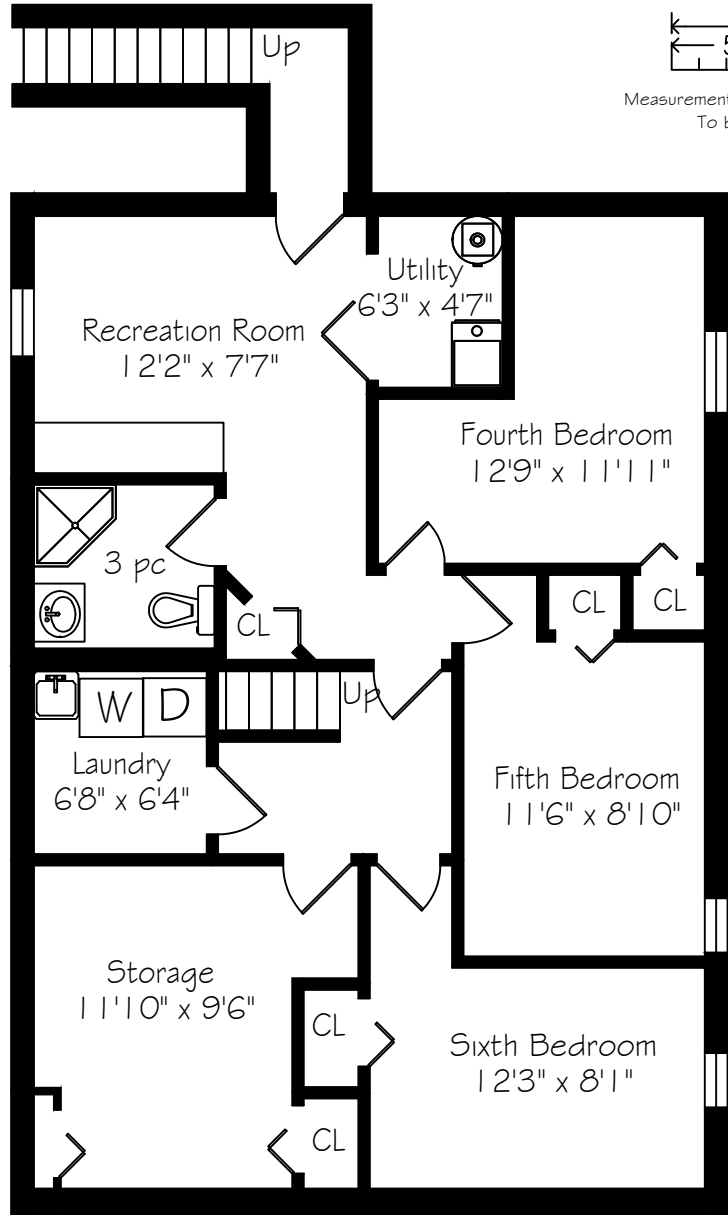 Up
5
Measurement
To b
Utility
6'3" x 4'7"
Recreation Room
12'2" x 7'7"
Fourth Bedroom
12'9" x 11'11"
3 pc
CL
CL
CL
Up
W D
Laundry
6'8" x 6'4"
Fifth Bedroom
11'6" x 8'10"
Storage
11'10" x 9'6"
CL
Sixth Bedroom
12'3" x 8'1"
CL